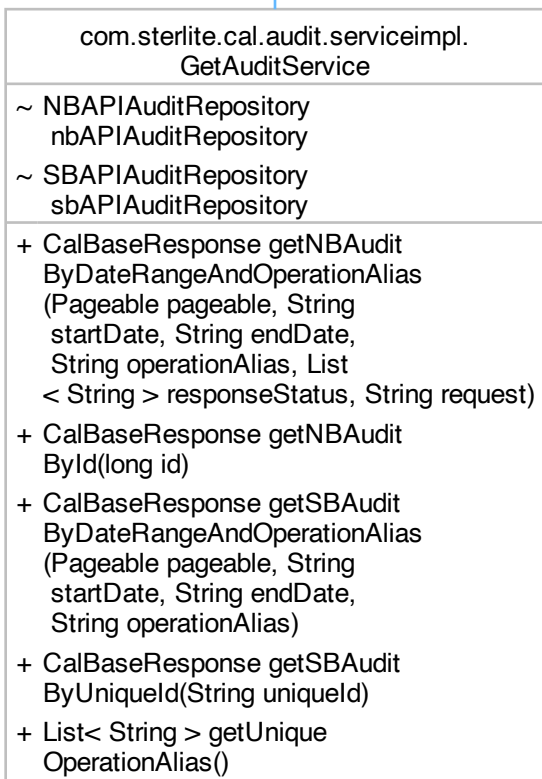 com.sterlite.cal.audit.serviceimpl.
GetAuditService
~ NBAPIAuditRepository
nbAPIAuditRepository
~ SBAPIAuditRepository
sbAPIAuditRepository
+ CalBaseResponse getNBAudit
ByDateRangeAndOperationAlias
(Pageable pageable, String
startDate, String endDate,
String operationAlias, List
< String > responseStatus, String request)
+ CalBaseResponse getNBAudit
ById(long id)
+ CalBaseResponse getSBAudit
ByDateRangeAndOperationAlias
(Pageable pageable, String
startDate, String endDate,
String operationAlias)
+ CalBaseResponse getSBAudit
ByUniqueId(String uniqueId)
+ List< String > getUnique
OperationAlias()